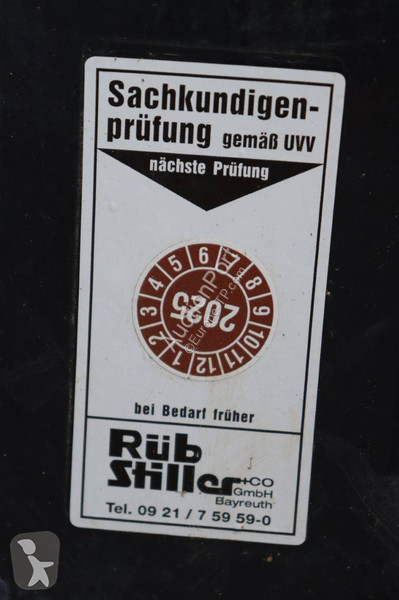 Sachkundigen-
prüfung gemäß UVV
nächste Prüfung
1 2 3 4 5 6 7 8 9 10 11 12
2025
bei Bedarf früher
Rüb
Stiller+CO
GmbH
Bayreuth
Tel. 09 21 / 7 59 59-0